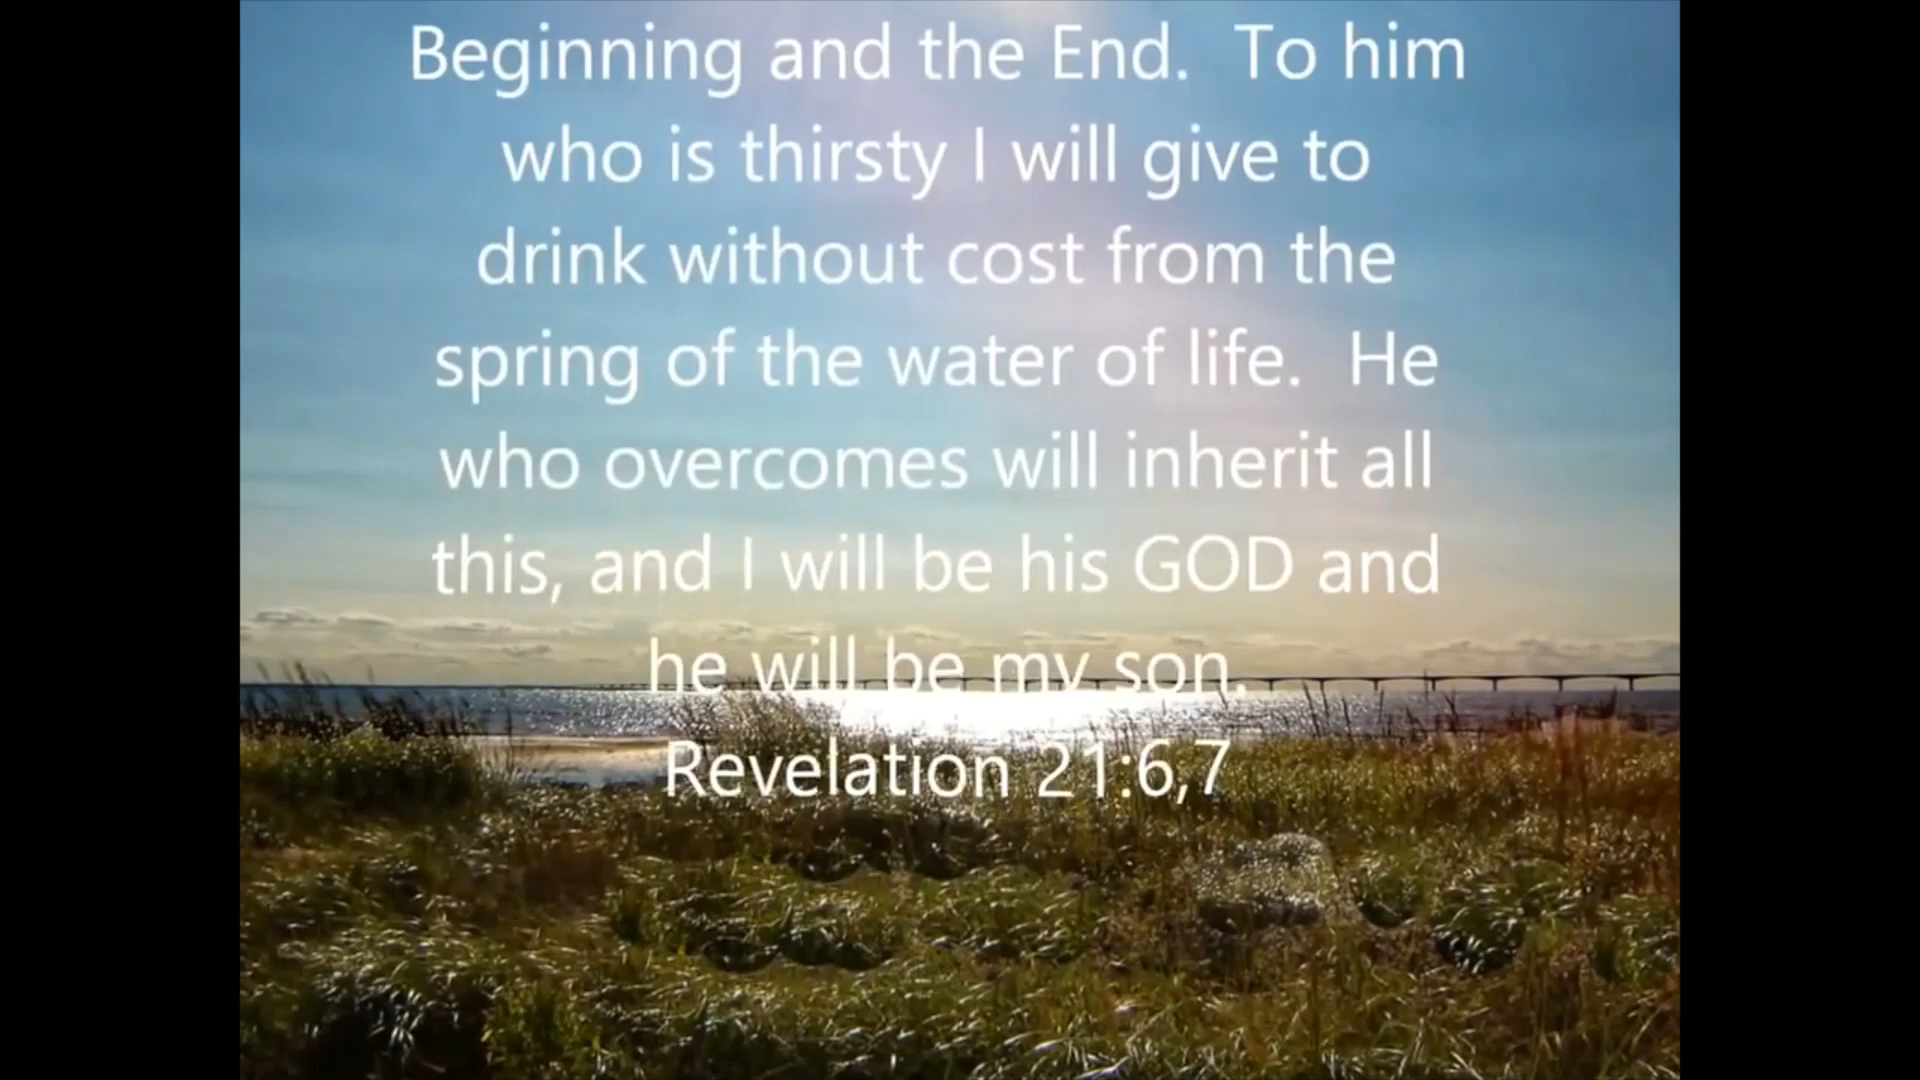 Beginning and the End.  To him
who is thirsty I will give to
drink without cost from the
spring of the water of life.  He
who overcomes will inherit all
this, and I will be his GOD and
he will be my son.
Revelation 21:6,7